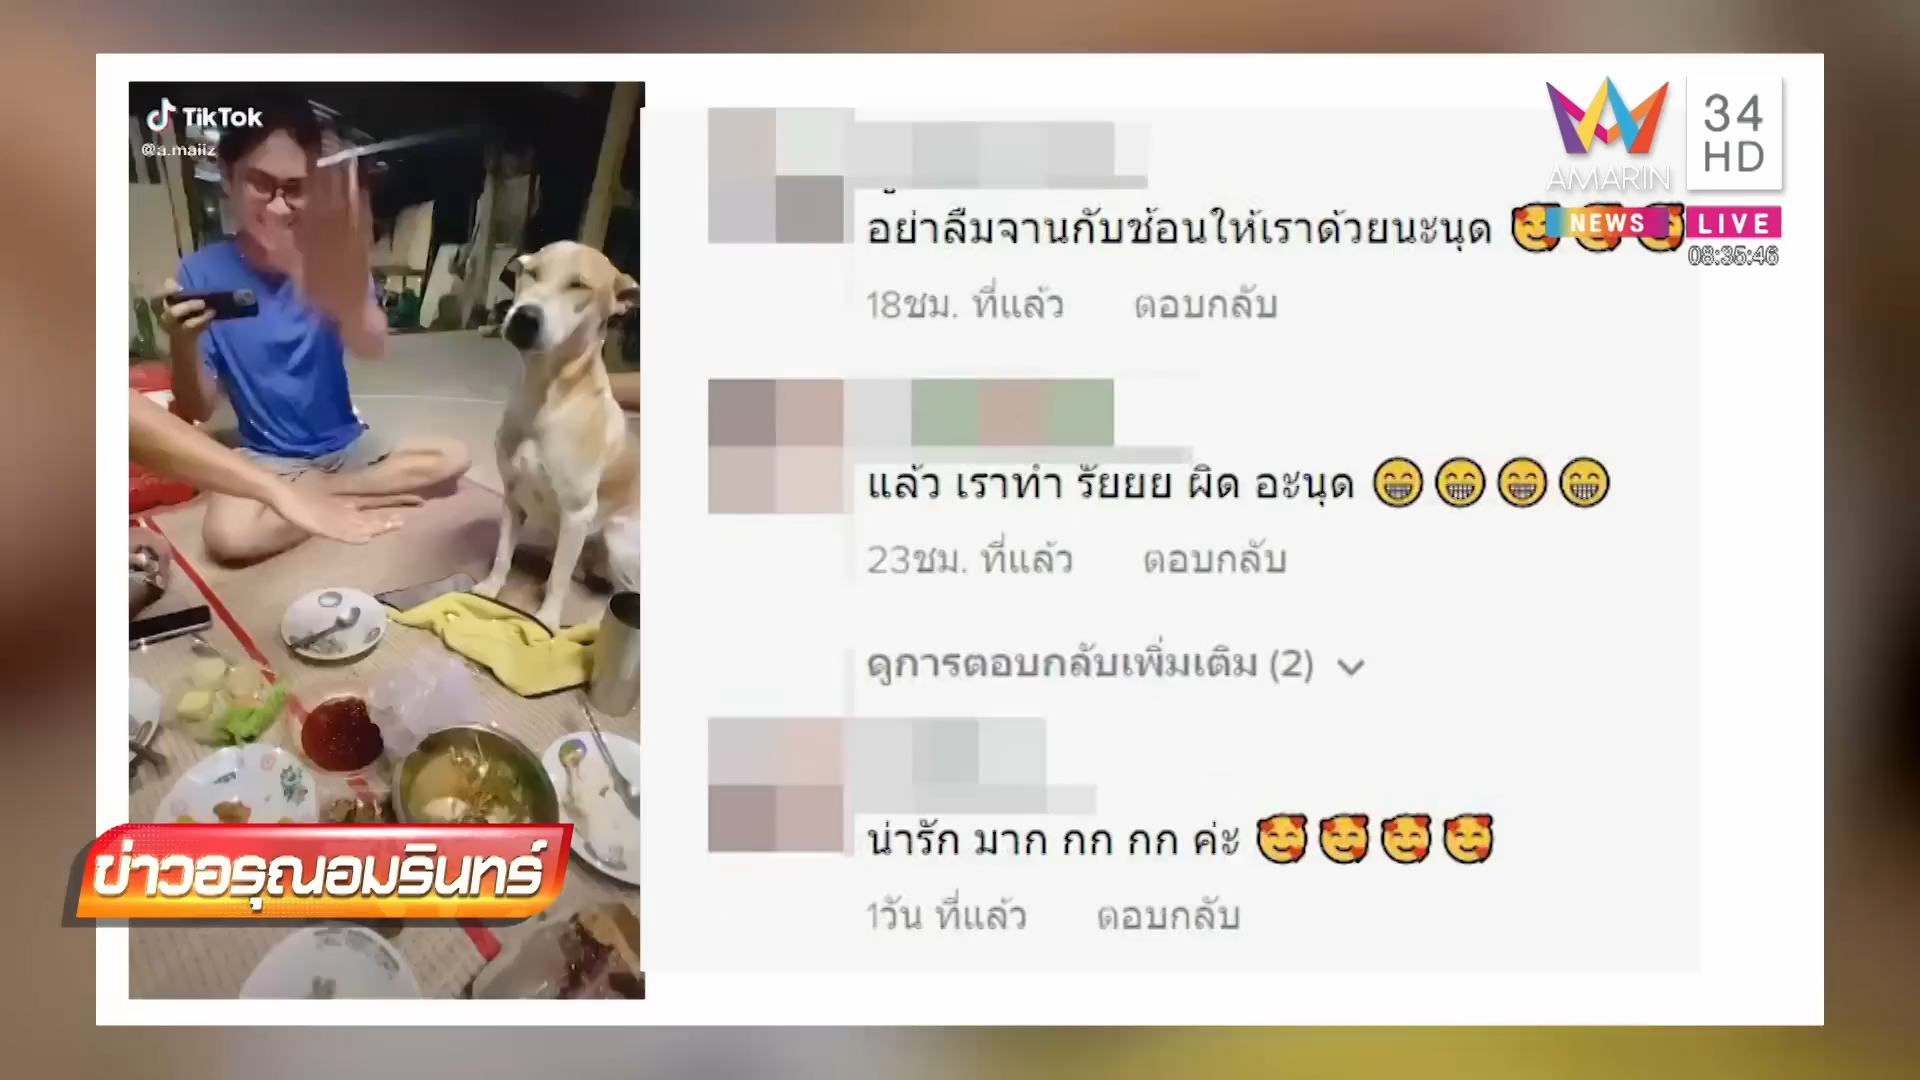 TikTok
@a.maiiz
AMARIN
34
HD
NEWS
LIVE
08:35:46
อย่าลืมจานกับช้อนให้เราด้วยนะนุด 🥰🥰🥰
18ชม. ที่แล้ว ตอบกลับ
แล้ว เราทำ รัยยย ผิด อะนุด 😁😁😁😁
23ชม. ที่แล้ว ตอบกลับ
ดูการตอบกลับเพิ่มเติม (2)
น่ารัก มาก กก กก ค่ะ 🥰🥰🥰🥰
1วัน ที่แล้ว ตอบกลับ
ข่าวอรุณอมรินทร์